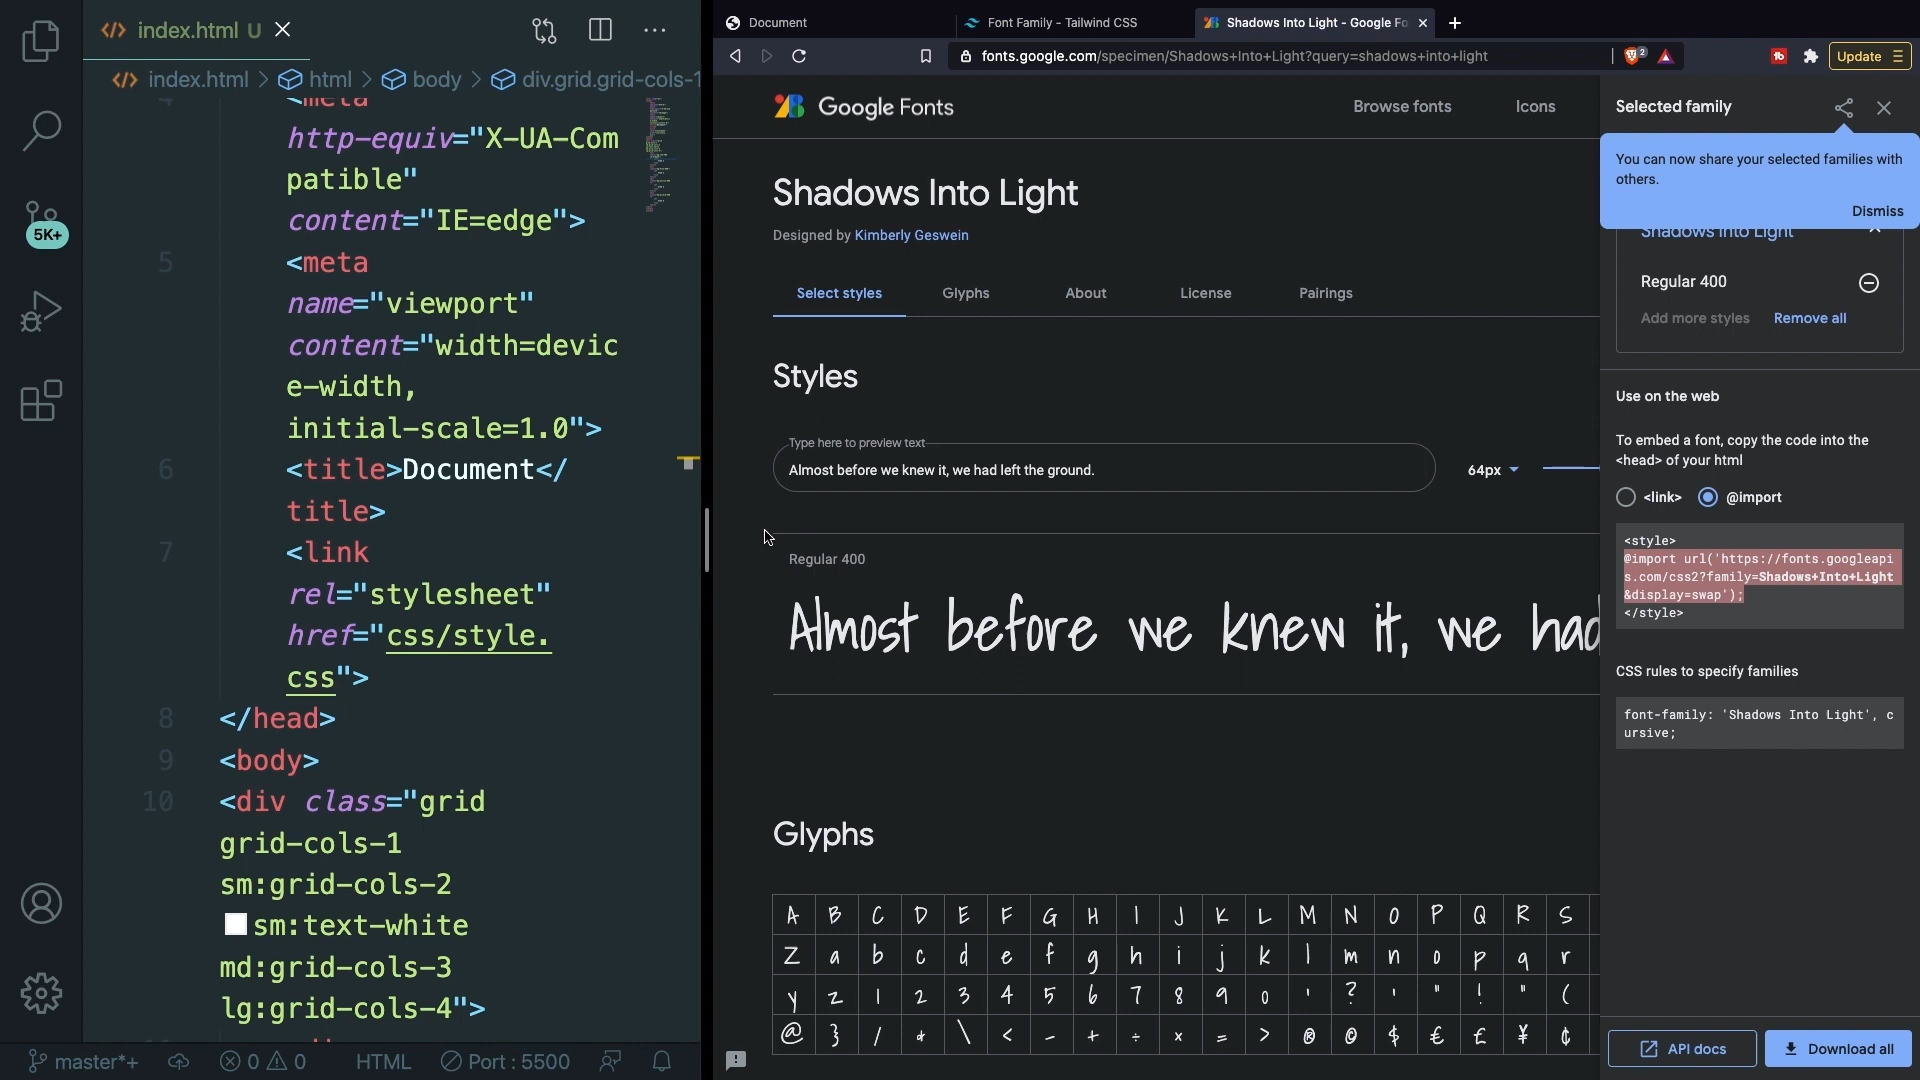 index.html U
index.html > html > body > div.grid.grid-cols-1
4 <meta
http-equiv="X-UA-Com
patible"
content="IE=edge">
5 <meta
name="viewport"
content="width=devic
e-width,
initial-scale=1.0">
6 <title>Document</
title>
7 <link
rel="stylesheet"
href="css/style.
css">
8 </head>
9 <body>
10 <div class="grid
grid-cols-1
sm:grid-cols-2
sm:text-white
md:grid-cols-3
lg:grid-cols-4">
5K+
master*+ 0 0 HTML Port : 5500
Document
Font Family - Tailwind CSS
Shadows Into Light - Google Fo
fonts.google.com/specimen/Shadows+Into+Light?query=shadows+into+light
2
Update
Google Fonts
Browse fonts
Icons
Shadows Into Light
Designed by Kimberly Geswein
Select styles
Glyphs
About
License
Pairings
Styles
Type here to preview text
Almost before we knew it, we had left the ground.
64px
Regular 400
Almost before we knew it, we had
Glyphs
A B C D E F G H I J K L M N O P Q R S
Z a b c d e f g h i j k l m n o p q r
y z 1 2 3 4 5 6 7 8 9 0 ' ? ' " ! " (
@ } / * \ < - + ÷ × = > ® © $ € £ ¥ ¢
Selected family
You can now share your selected families with
others.
Dismiss
Shadows Into Light
Regular 400
Add more styles
Remove all
Use on the web
To embed a font, copy the code into the
<head> of your html
<link>
@import
<style>
@import url('https://fonts.googleapi
s.com/css2?family=Shadows+Into+Light
&display=swap');
</style>
CSS rules to specify families
font-family: 'Shadows Into Light', c
ursive;
API docs
Download all